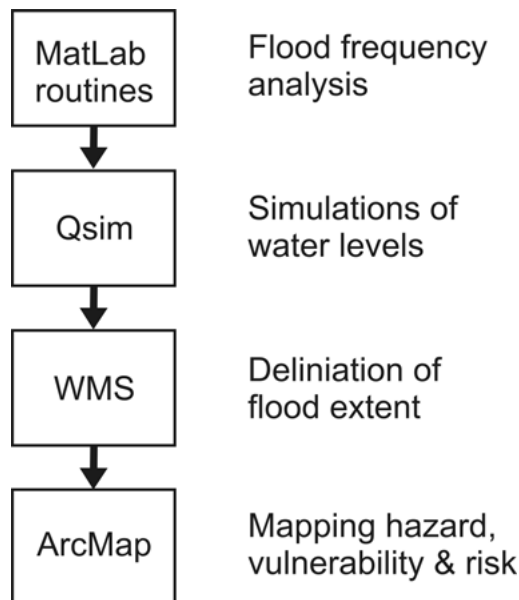 MatLab
routines
Flood frequency
analysis
Qsim
Simulations of
water levels
WMS
Deliniation of
flood extent
ArcMap
Mapping hazard,
vulnerability & risk